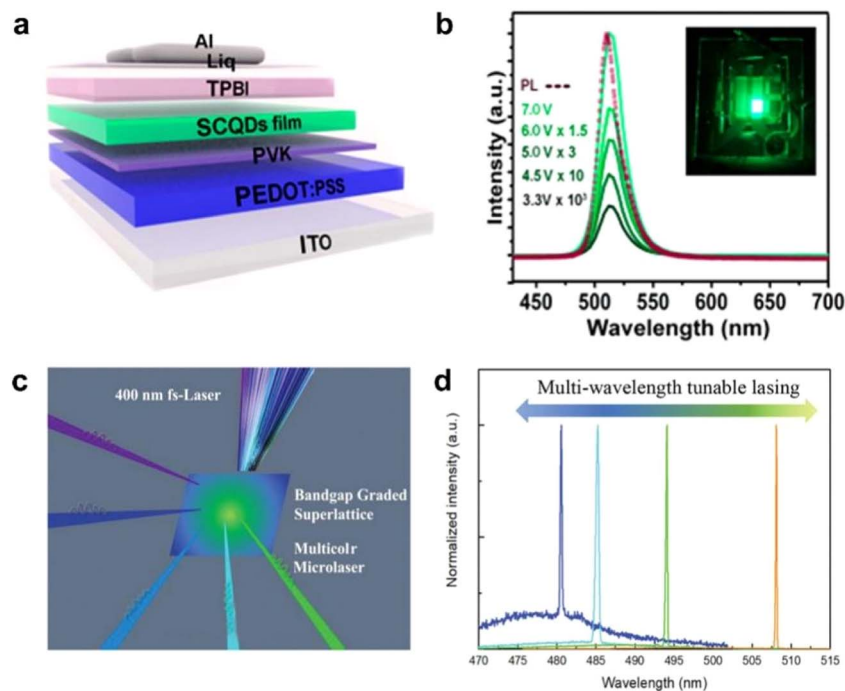 a
Al
Liq
TPBI
SCQDs film
PVK
PEDOT:PSS
ITO
b
Intensity (a.u.)
PL
7.0 V
6.0 V x 1.5
5.0 V x 3
4.5 V x 10
3.3V x 10³
450 500 550 600 650 700
Wavelength (nm)
c
400 nm fs-Laser
Bandgap Graded
Superlattice
Multicolr
Microlaser
d
Multi-wavelength tunable lasing
Normalized intensity (a.u.)
470 475 480 485 490 495 500 505 510 515
Wavelength (nm)